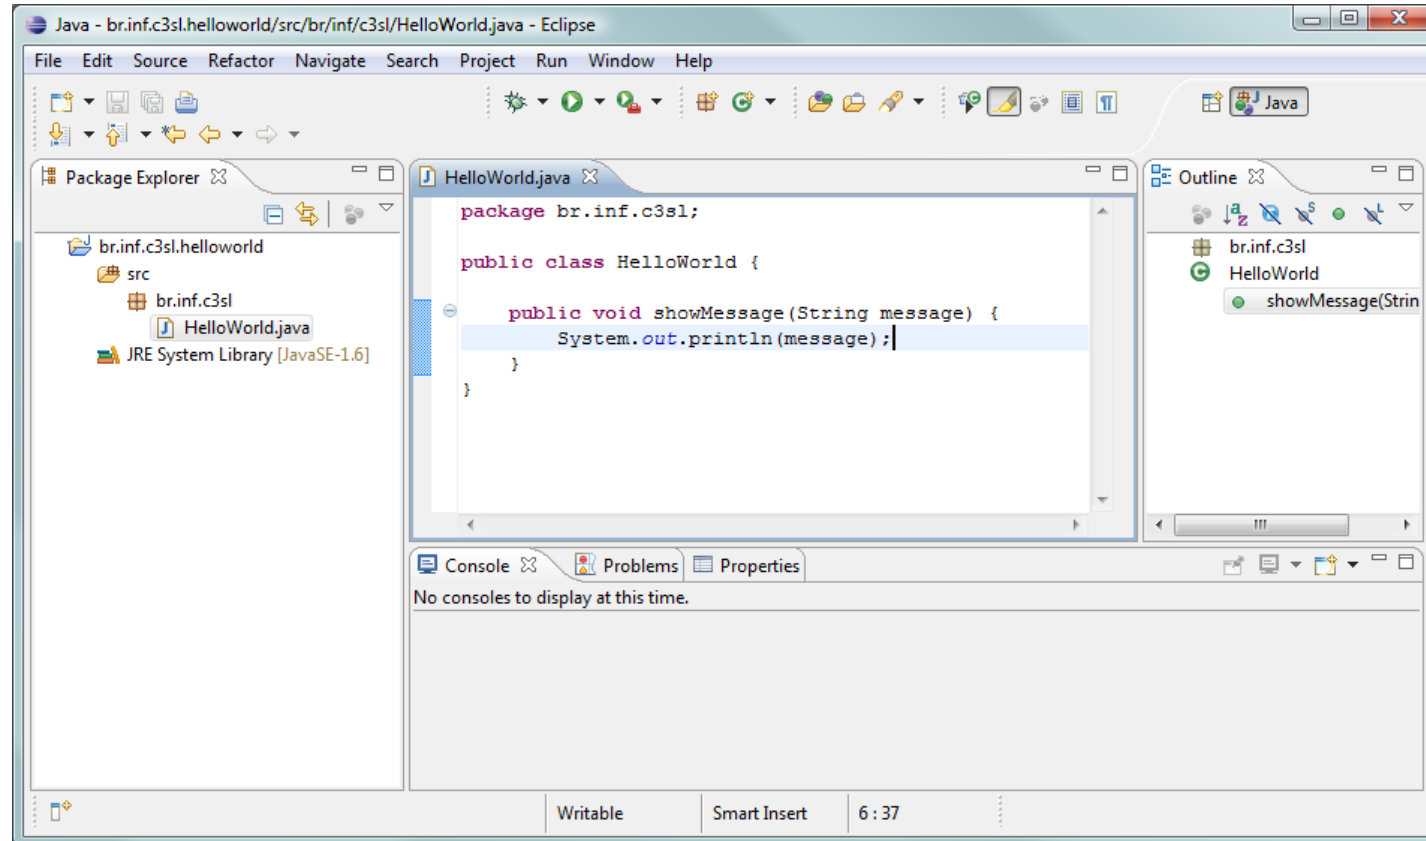 Java - br.inf.c3sl.helloworld/src/br/inf/c3sl/HelloWorld.java - Eclipse
File Edit Source Refactor Navigate Search Project Run Window Help
Java
Package Explorer
br.inf.c3sl.helloworld
src
br.inf.c3sl
HelloWorld.java
JRE System Library [JavaSE-1.6]
HelloWorld.java
package br.inf.c3sl;
public class HelloWorld {
public void showMessage(String message) {
System.out.println(message);
}
}
Outline
br.inf.c3sl
HelloWorld
showMessage(Strin
Console Problems Properties
No consoles to display at this time.
Writable Smart Insert 6 : 37